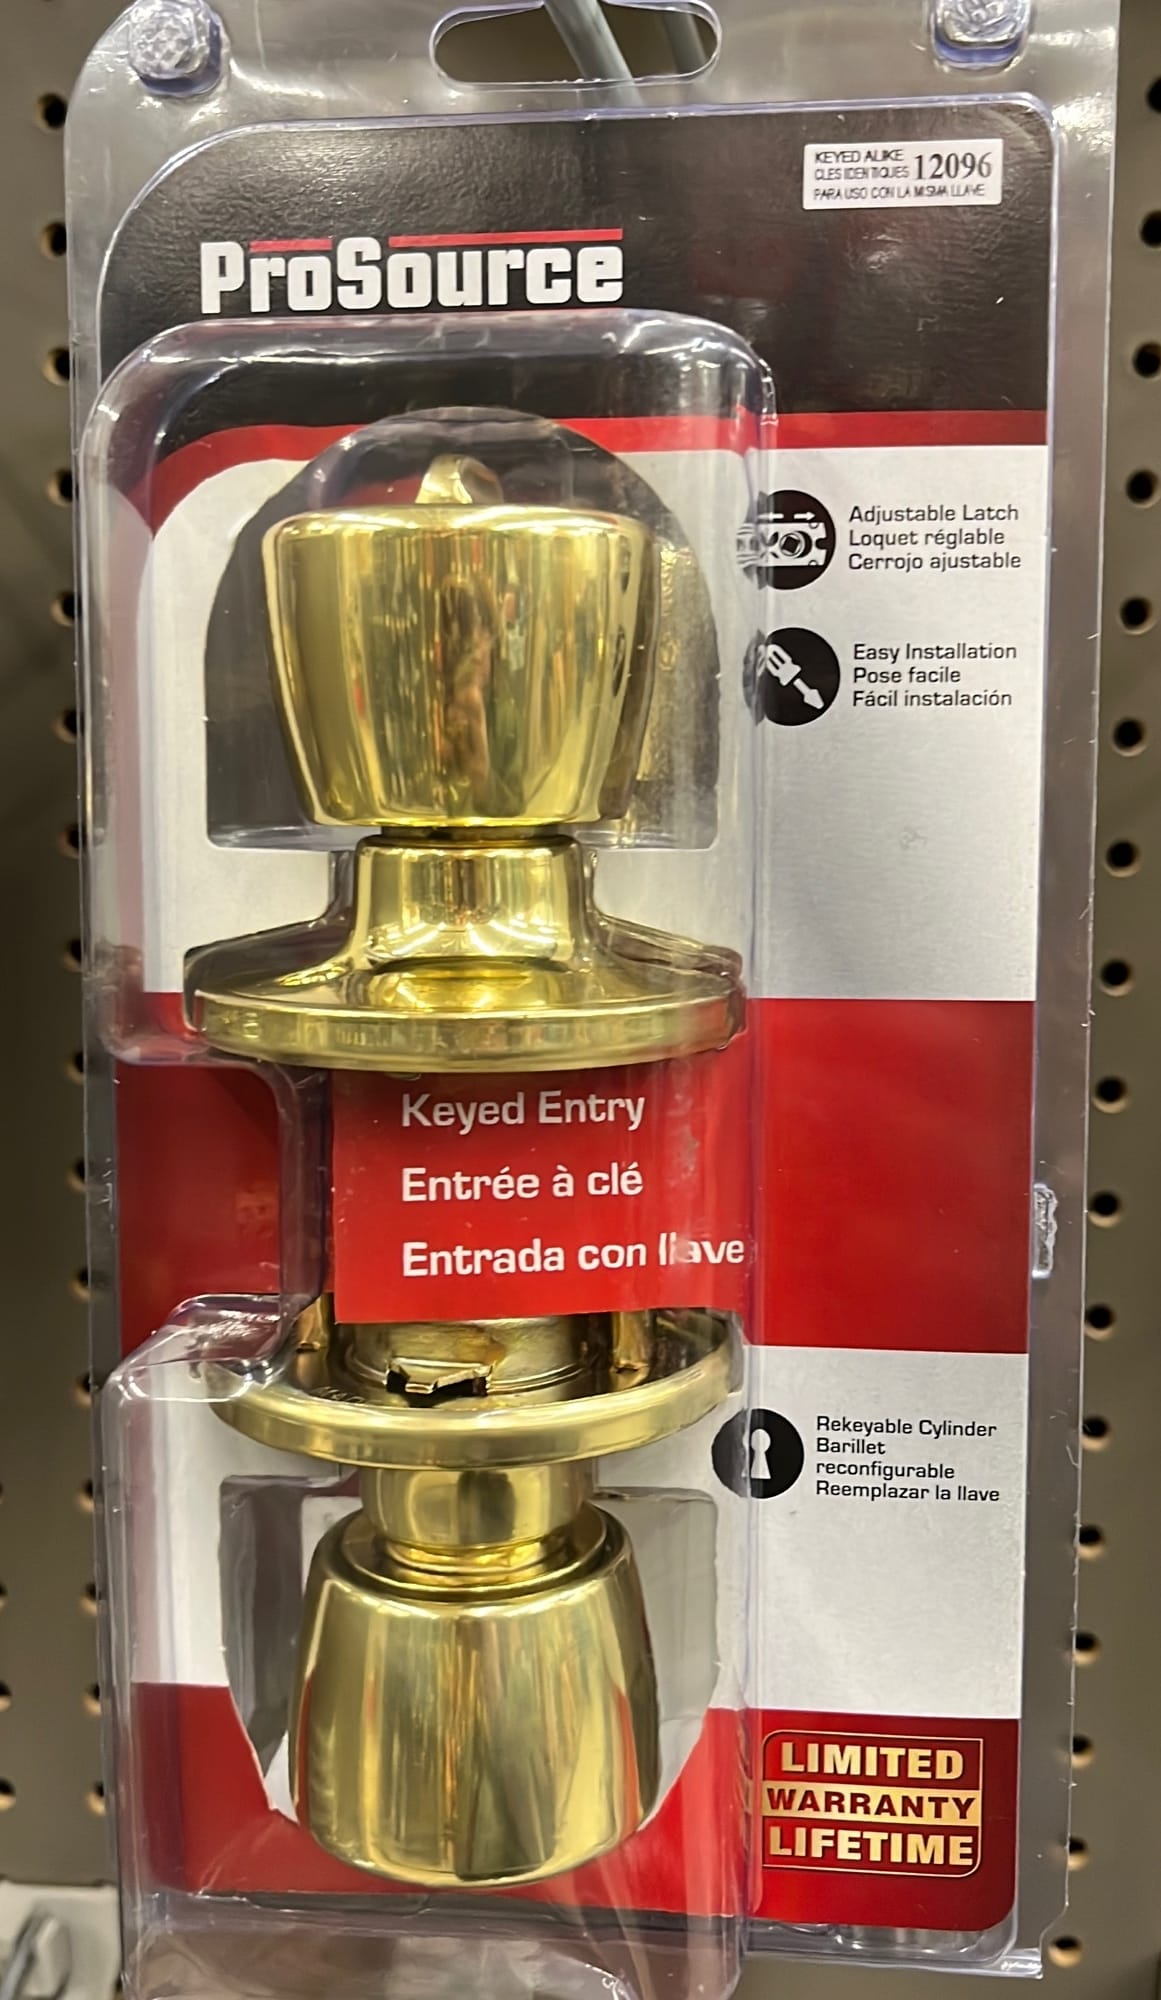 KEYED ALIKE
CLES IDENTIQUES 12096
PARA USO CON LA MISMA LLAVE
ProSource
Adjustable Latch
Loquet réglable
Cerrojo ajustable
Easy Installation
Pose facile
Fácil instalación
Keyed Entry
Entrée à clé
Entrada con llave
Rekeyable Cylinder
Barillet
reconfigurable
Reemplazar la llave
LIMITED
WARRANTY
LIFETIME